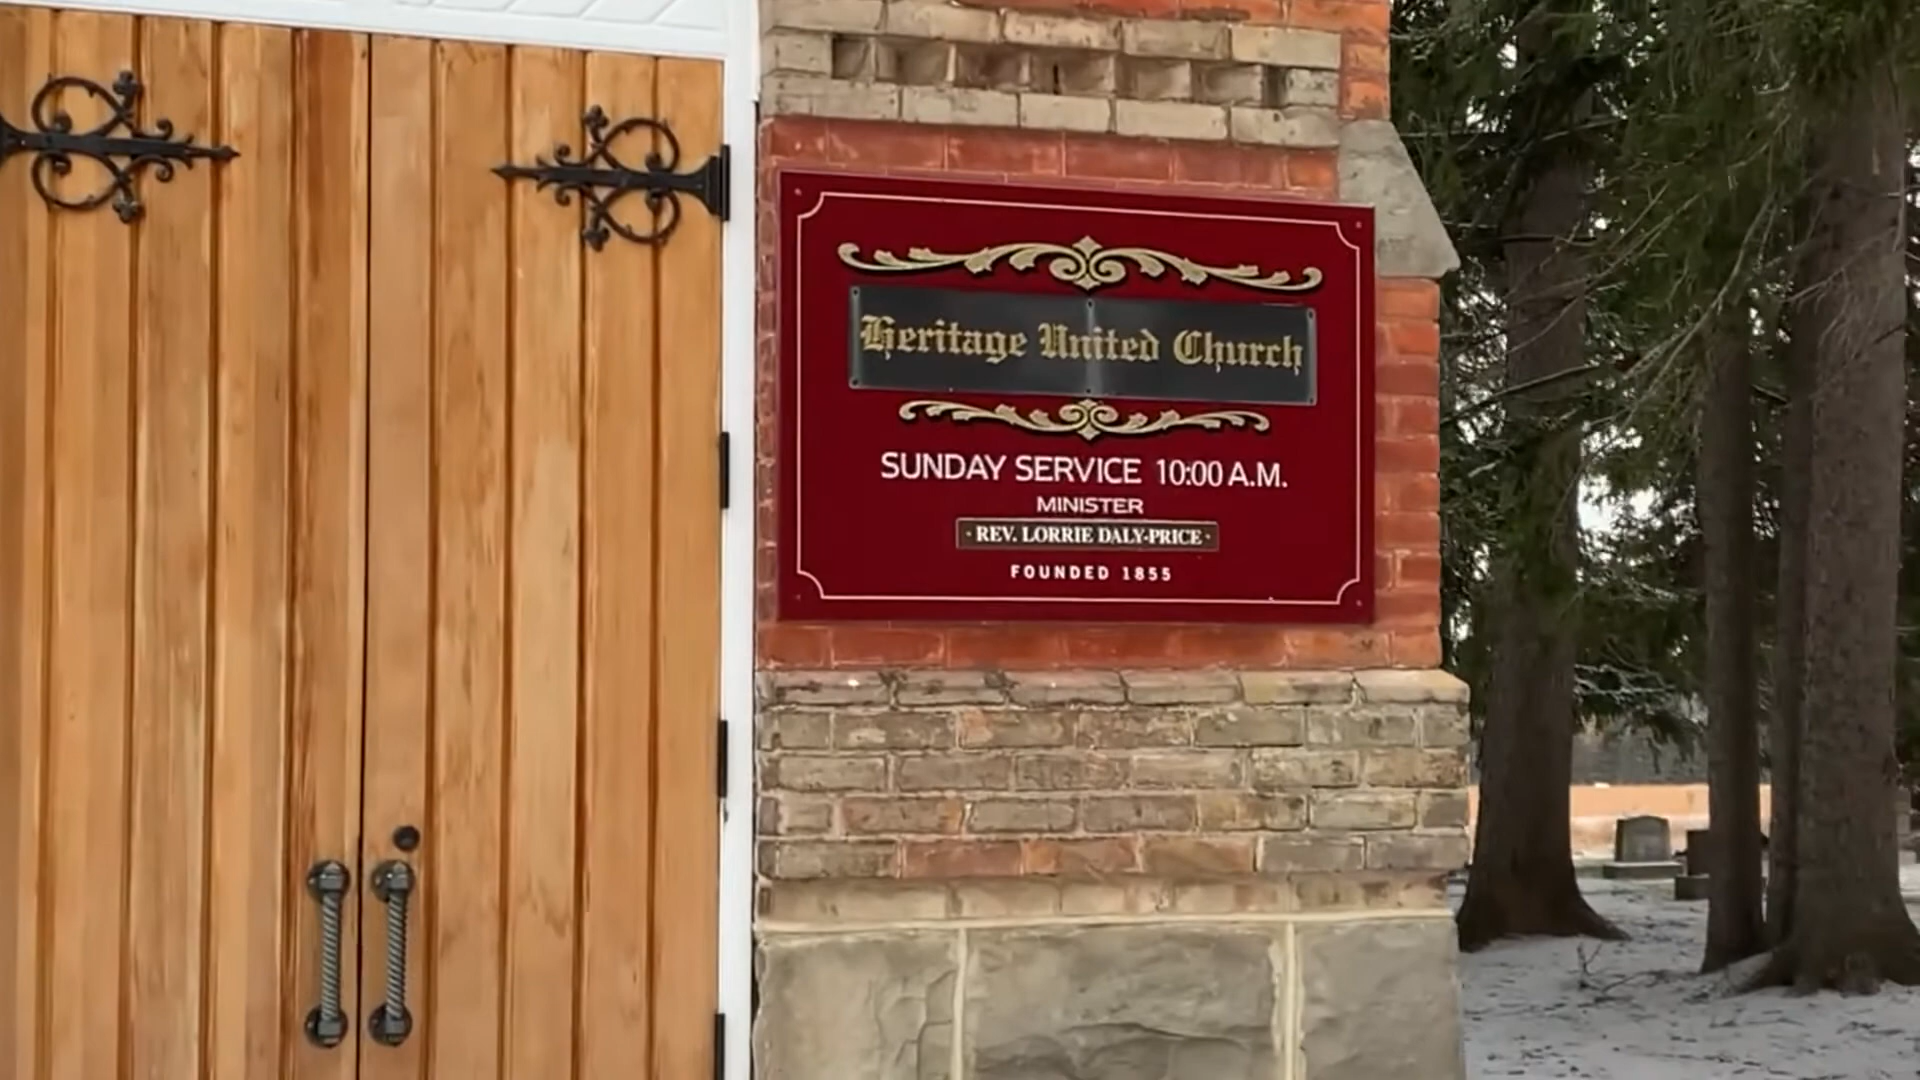 Heritage United Church
SUNDAY SERVICE 10:00 A.M.
MINISTER
· REV. LORRIE DALY-PRICE ·
FOUNDED 1855